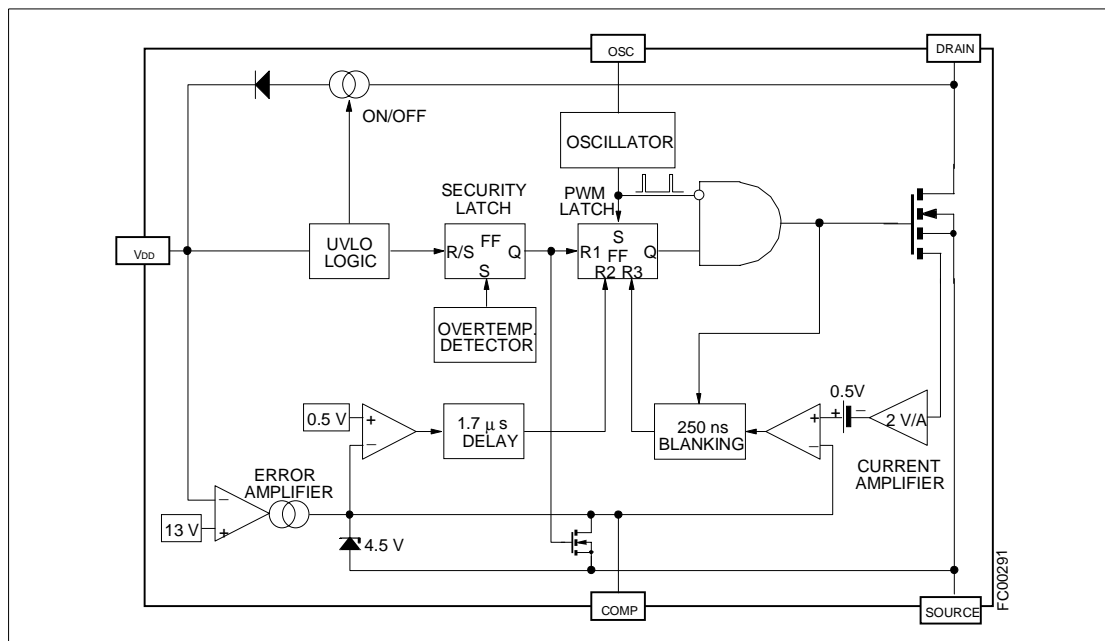 OSC
DRAIN
ON/OFF
OSCILLATOR
SECURITY
LATCH
PWM
LATCH
VDD
UVLO
LOGIC
R/S FF Q
S
R1 S Q
FF
R2 R3
OVERTEMP.
DETECTOR
0.5 V
+
−
1.7 μ s
DELAY
250 ns
BLANKING
+
−
0.5V
+ −
2 V/A
CURRENT
AMPLIFIER
ERROR
AMPLIFIER
−
+
13 V
4.5 V
COMP
SOURCE
FC00291